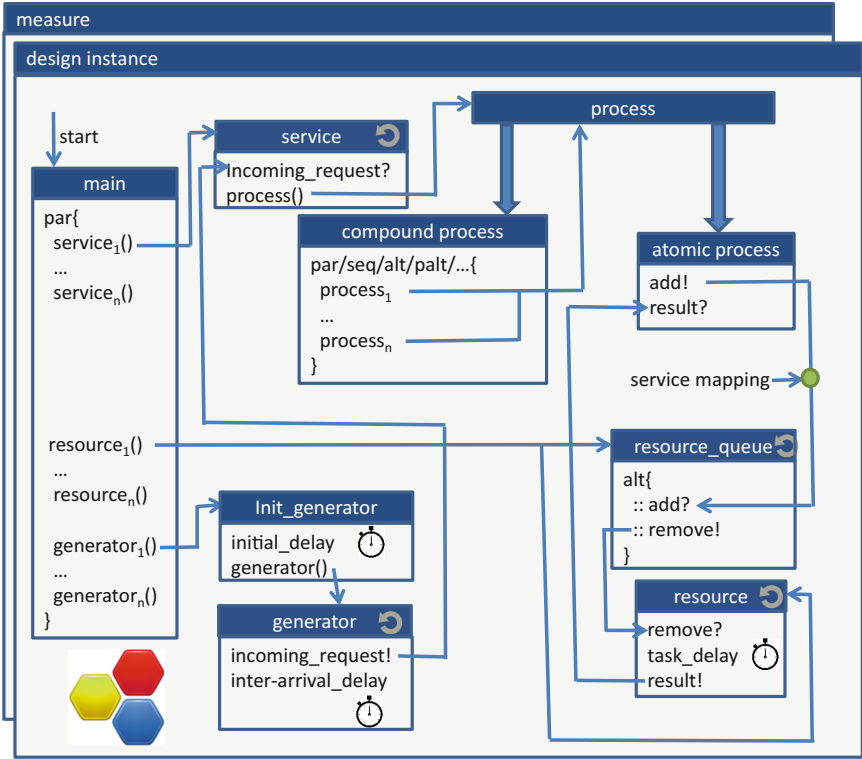 measure
design instance
start
main
par{
service1()
...
servicen()
resource1()
...
resourcen()
generator1()
...
generatorn()
}
service
Incoming_request?
process()
process
compound process
par/seq/alt/palt/...{
process1
...
processn
}
atomic process
add!
result?
service mapping
resource_queue
alt{
:: add?
:: remove!
}
Init_generator
initial_delay
generator()
generator
incoming_request!
inter-arrival_delay
resource
remove?
task_delay
result!